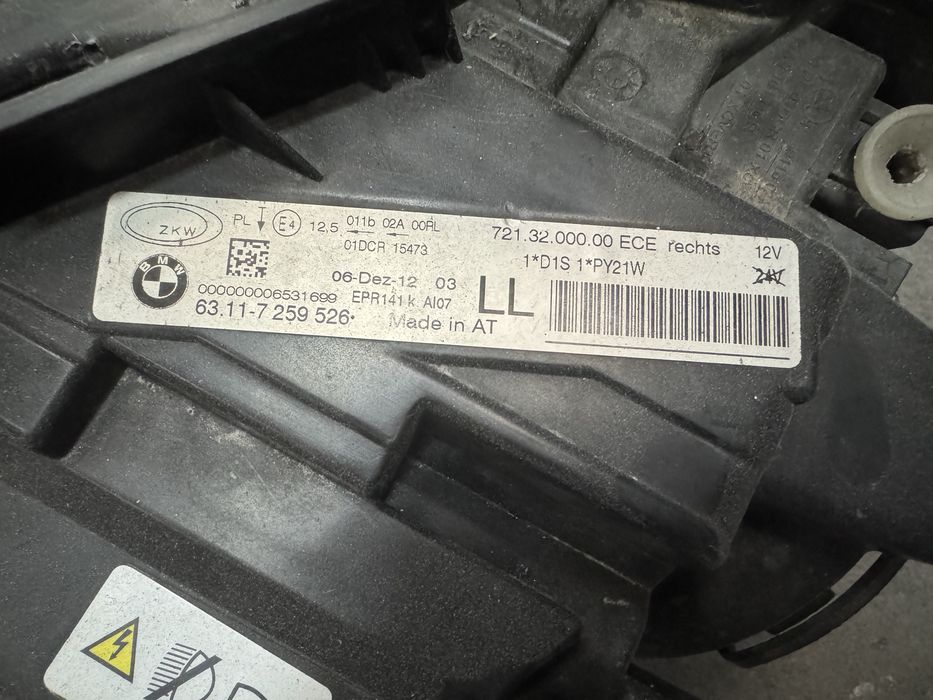 ZKW
PL E4 12,5 011b 02A 00RL
01DCR 15473
721.32.000.00 ECE rechts 12V
1*D1S 1*PY21W 24V
BMW
06-Dez-12 03
000000006531699 EPR141 k AI07
LL
63.11-7 259 526
Made in AT